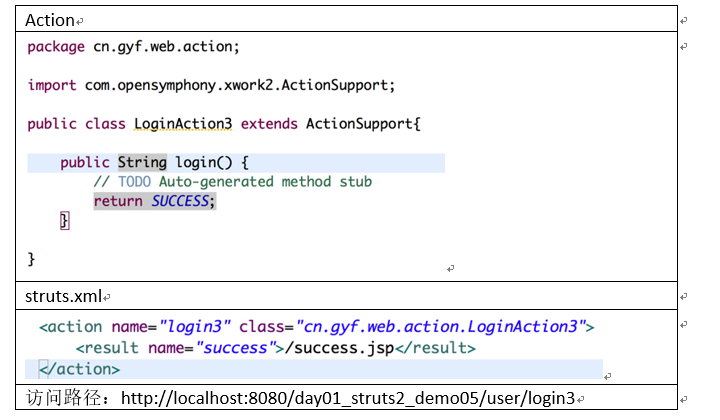 Action
package cn.gyf.web.action;
import com.opensymphony.xwork2.ActionSupport;
public class LoginAction3 extends ActionSupport{
public String login() {
// TODO Auto-generated method stub
return SUCCESS;
}
}
struts.xml
<action name="login3" class="cn.gyf.web.action.LoginAction3">
<result name="success">/success.jsp</result>
</action>
访问路径：http://localhost:8080/day01_struts2_demo05/user/login3